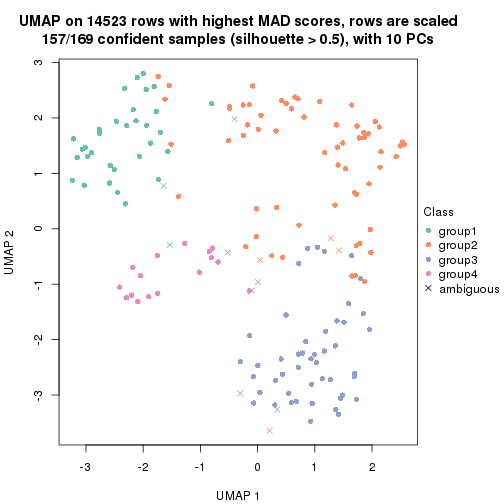 UMAP on 14523 rows with highest MAD scores, rows are scaled
157/169 confident samples (silhouette > 0.5), with 10 PCs
3
2
1
0
-1
-2
-3
UMAP 2
-3
-2
-1
0
1
2
UMAP 1
Class
group1
group2
group3
group4
ambiguous